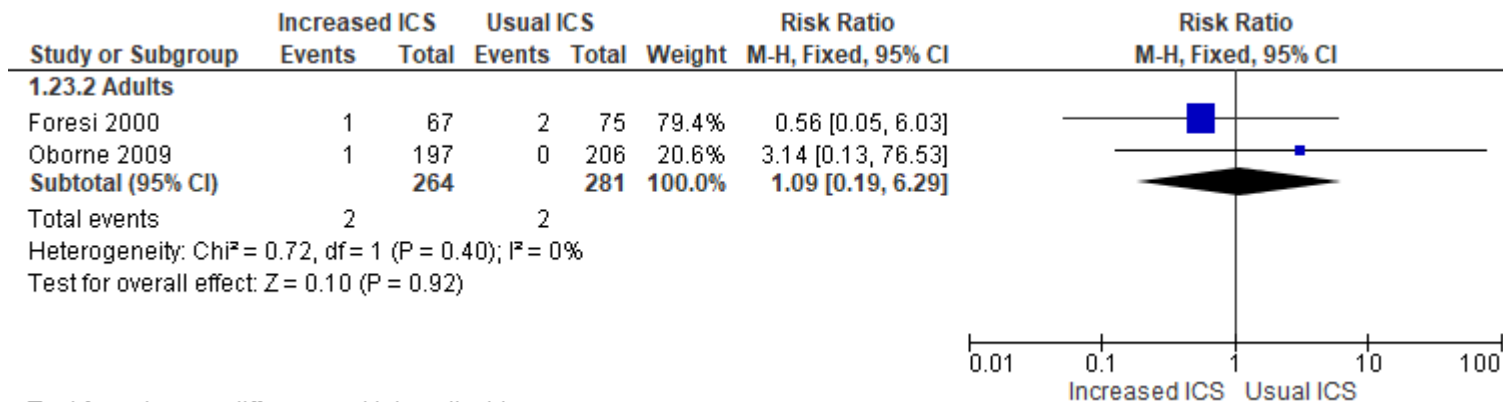 Increased ICS Usual ICS Risk Ratio Risk Ratio
Study or Subgroup Events Total Events Total Weight M-H, Fixed, 95% CI M-H, Fixed, 95% CI
1.23.2 Adults
Foresi 2000 1 67 2 75 79.4% 0.56 [0.05, 6.03]
Oborne 2009 1 197 0 206 20.6% 3.14 [0.13, 76.53]
Subtotal (95% CI) 264 281 100.0% 1.09 [0.19, 6.29]
Total events 2 2
Heterogeneity: Chi² = 0.72, df = 1 (P = 0.40); I² = 0%
Test for overall effect: Z = 0.10 (P = 0.92)
0.01 0.1 1 10 100
Increased ICS Usual ICS